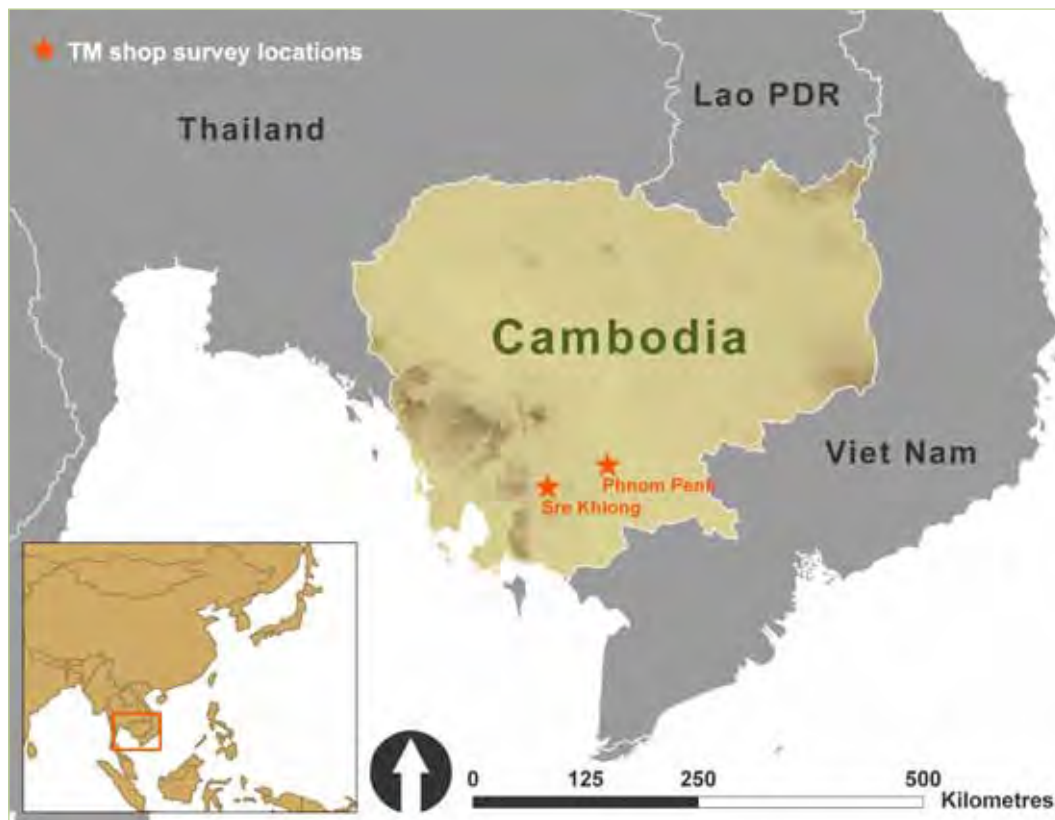 TM shop survey locations
Lao PDR
Thailand
Cambodia
Viet Nam
Phnom Penh
Sre Khlong
0 125 250 500
Kilometres